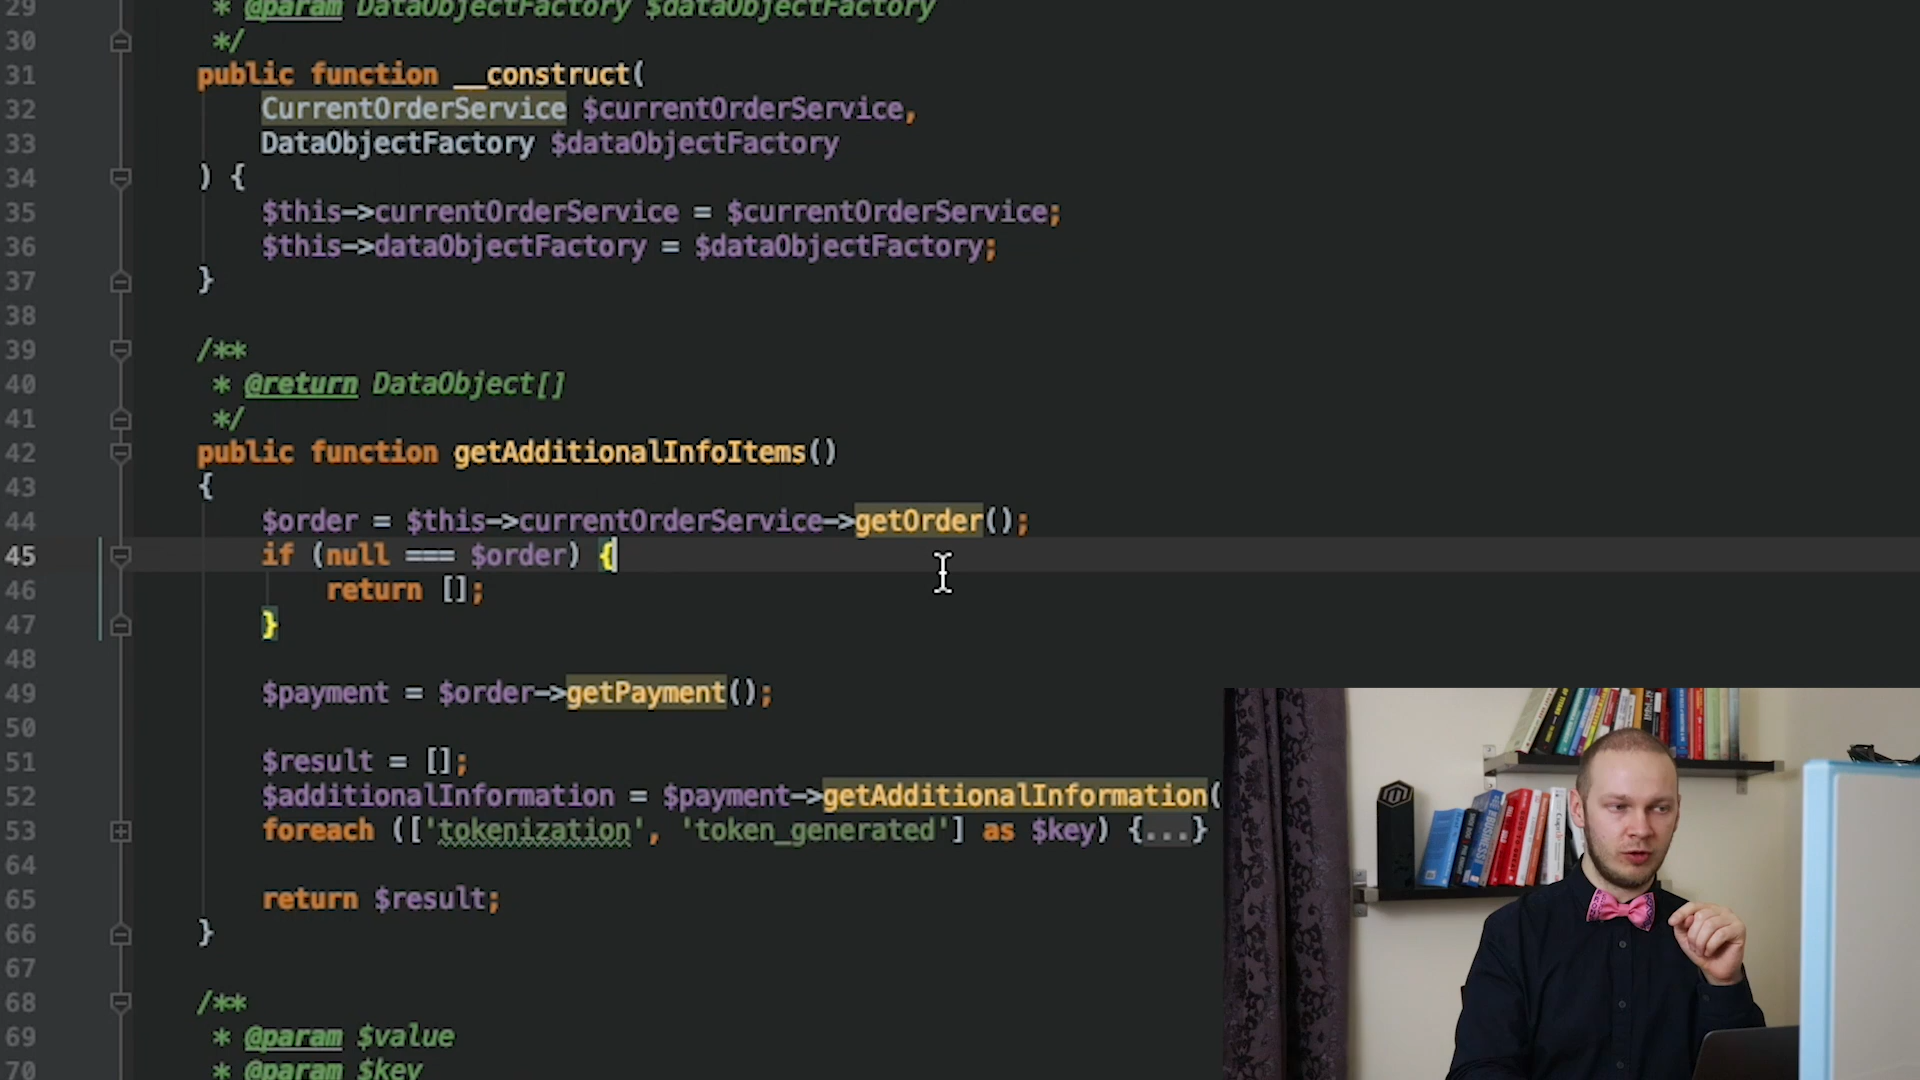 29 * @param DataObjectFactory $dataObjectFactory
30 */
31 public function __construct(
32 CurrentOrderService $currentOrderService,
33 DataObjectFactory $dataObjectFactory
34 ) {
35 $this->currentOrderService = $currentOrderService;
36 $this->dataObjectFactory = $dataObjectFactory;
37 }
38
39 /**
40 * @return DataObject[]
41 */
42 public function getAdditionalInfoItems()
43 {
44 $order = $this->currentOrderService->getOrder();
45 if (null === $order) {
46 return [];
47 }
48
49 $payment = $order->getPayment();
50
51 $result = [];
52 $additionalInformation = $payment->getAdditionalInformation(
53 foreach (['tokenization', 'token_generated'] as $key) {...}
64
65 return $result;
66 }
67
68 /**
69 * @param $value
70 * @param $key